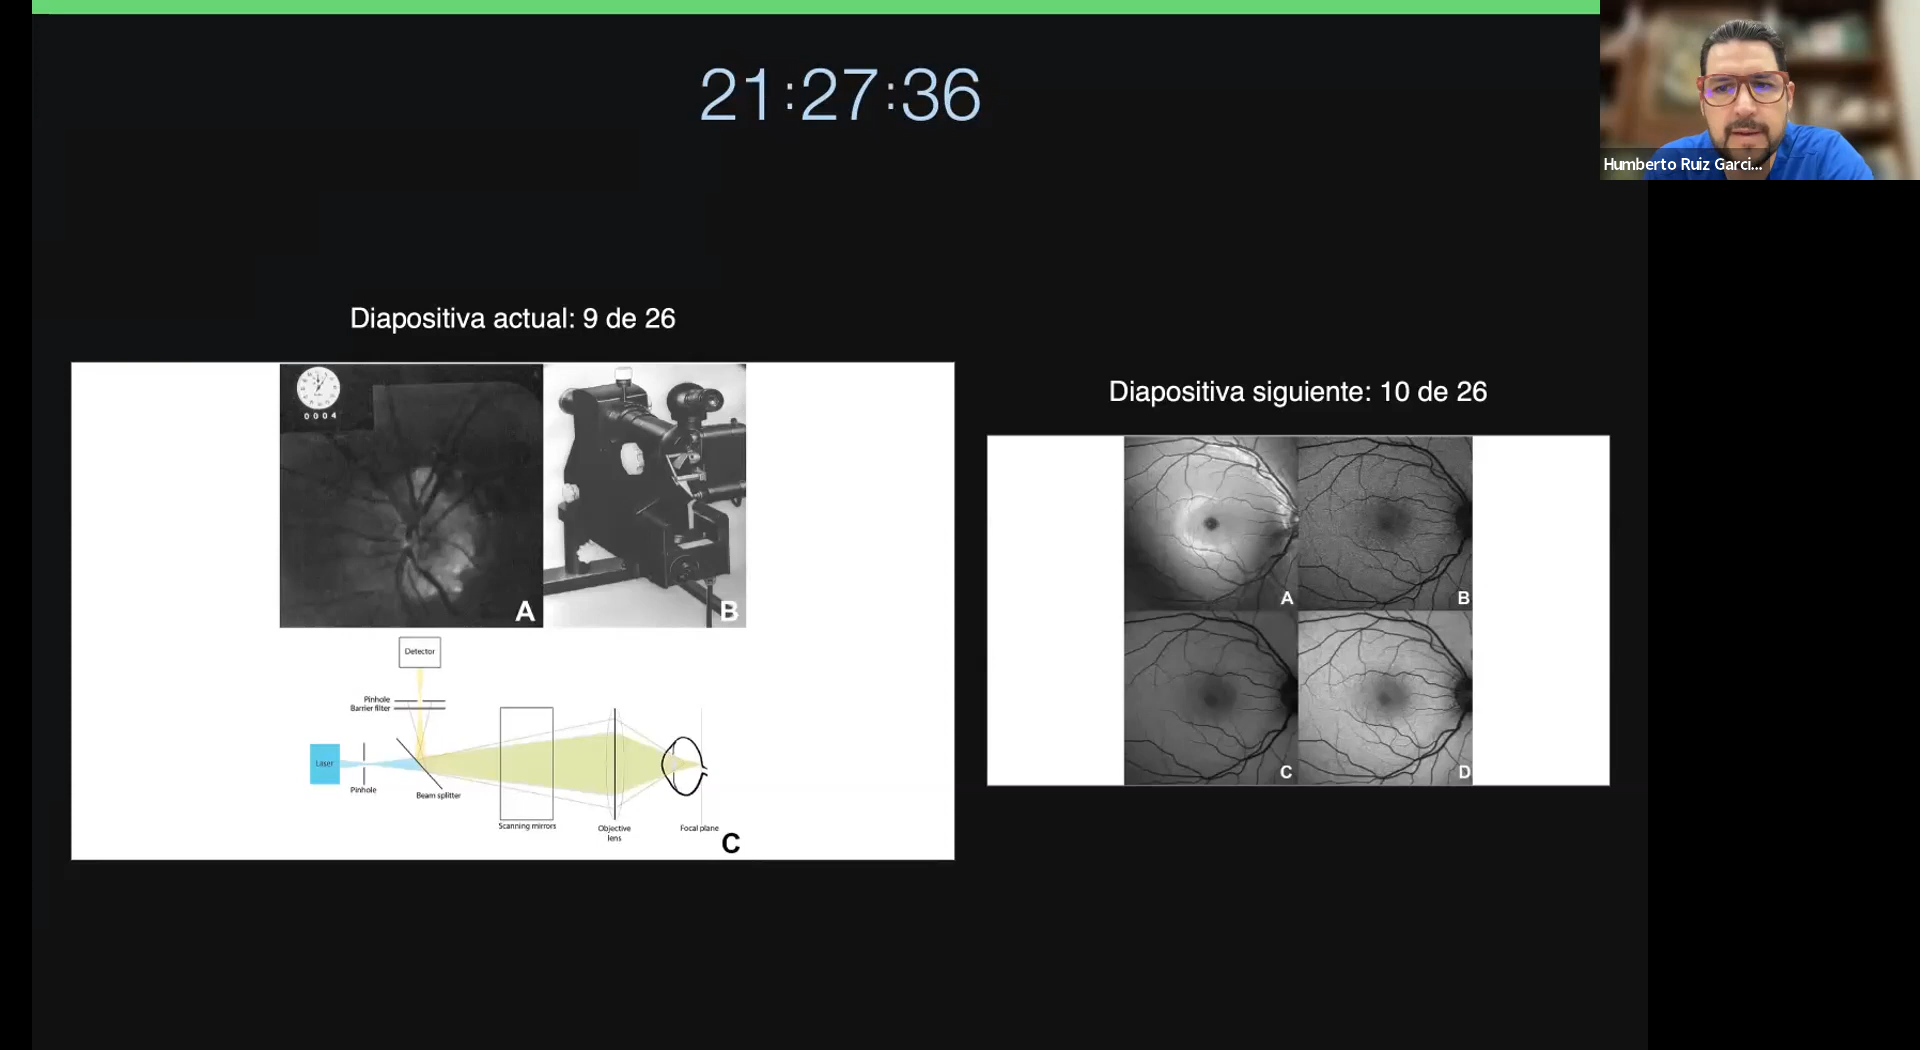 21:27:36
Humberto Ruiz Garci...
Diapositiva actual: 9 de 26
0004
A
B
Detector
Pinhole
Barrier filter
Laser
Pinhole
Beam splitter
Scanning mirrors
Objective
lens
Focal plane
C
Diapositiva siguiente: 10 de 26
A
B
C
D